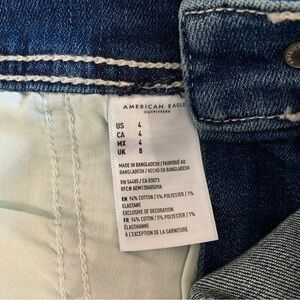 AMERICAN EAGLE
OUTFITTERS
US 4
CA 4
MX 4
UK 8
MADE IN BANGLADESH / FABRIQUÉ AU
BANGLADESH / HECHO EN BANGLADESH
RN 54485 / CA 03073
EN 94% COTTON / 5% POLYESTER / 1%
ELASTANE
EXCLUSIVE OF DECORATION
FR 94% COTON / 5% POLYESTER / 1%
ÉLASTHANNE
À L'EXCEPTION DE LA GARNITURE